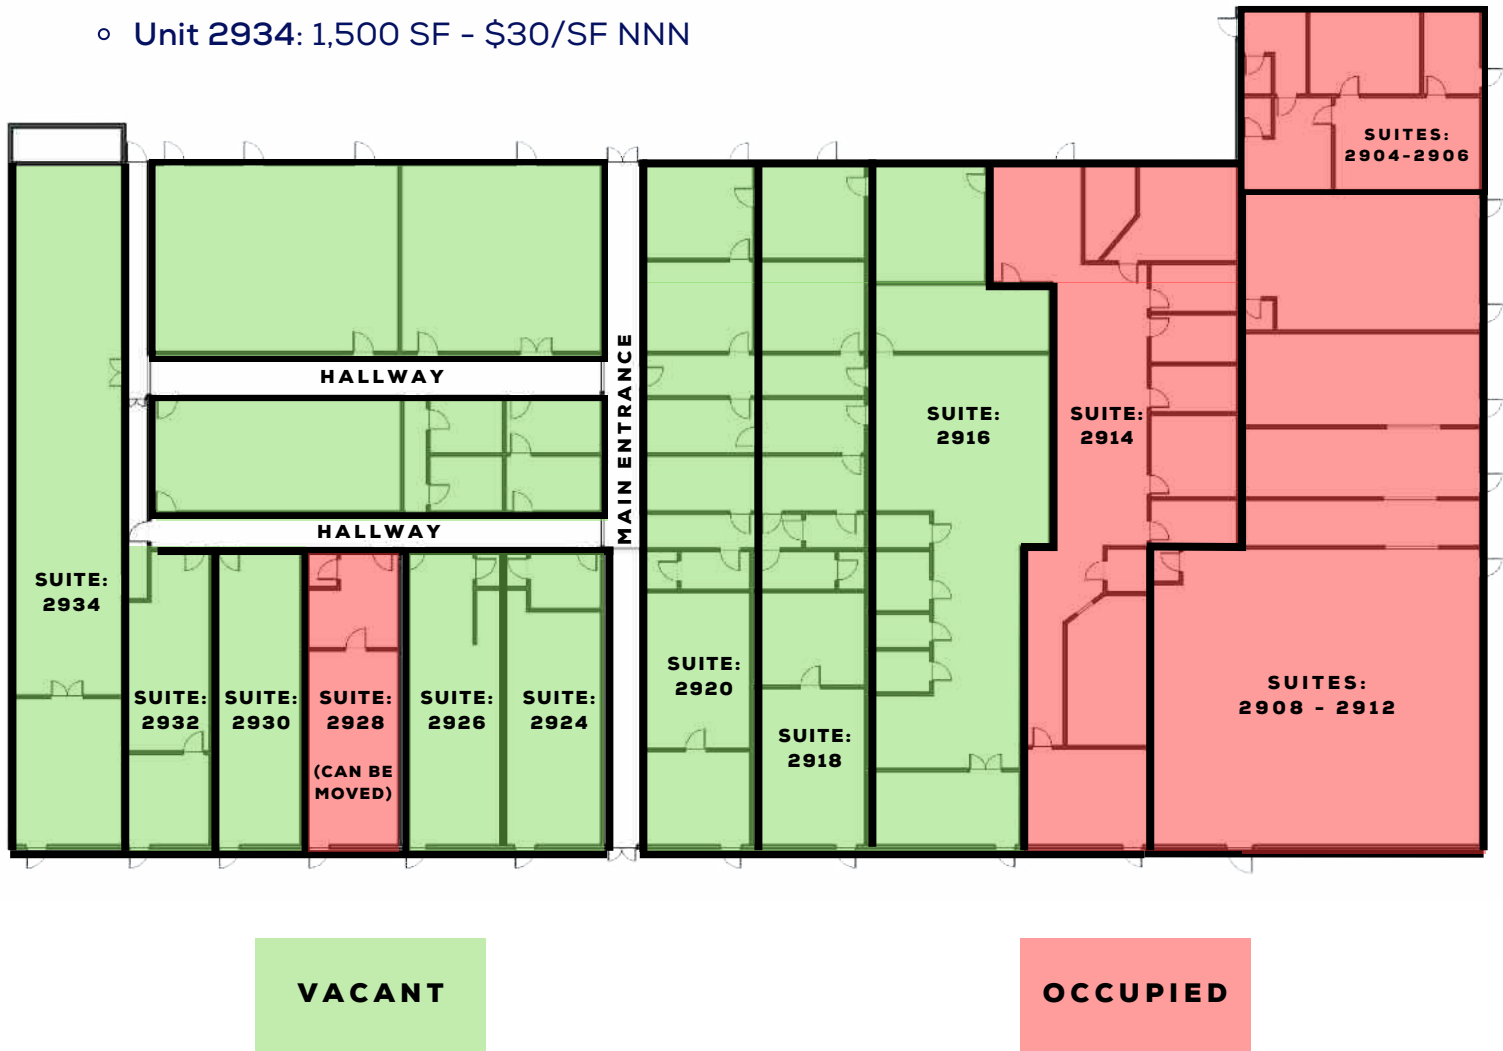 Unit 2934: 1,500 SF - $30/SF NNN
SUITES:
2904-2906
HALLWAY
MAIN ENTRANCE
SUITE:
2916
SUITE:
2914
HALLWAY
SUITE:
2934
SUITE:
2932
SUITE:
2930
SUITE:
2928
(CAN BE
MOVED)
SUITE:
2926
SUITE:
2924
SUITE:
2920
SUITE:
2918
SUITES:
2908 - 2912
VACANT
OCCUPIED